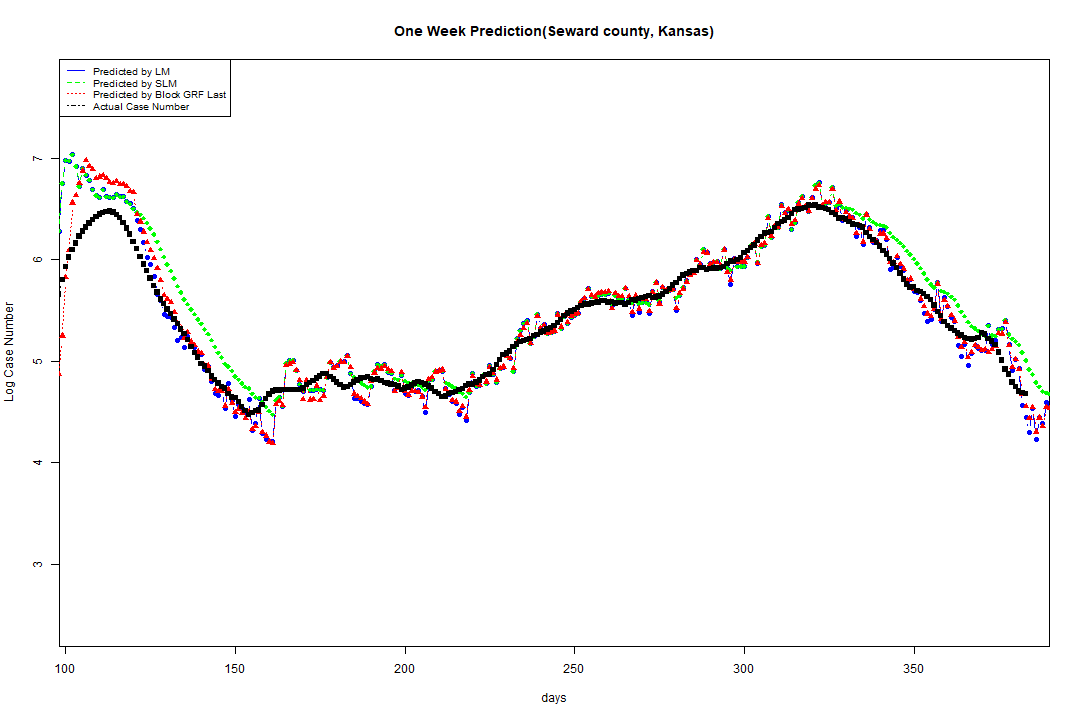 One Week Prediction(Seward county, Kansas)
Predicted by LM
Predicted by SLM
Predicted by Block GRF Last
Actual Case Number
Log Case Number
7
6
5
4
3
100 150 200 250 300 350
days